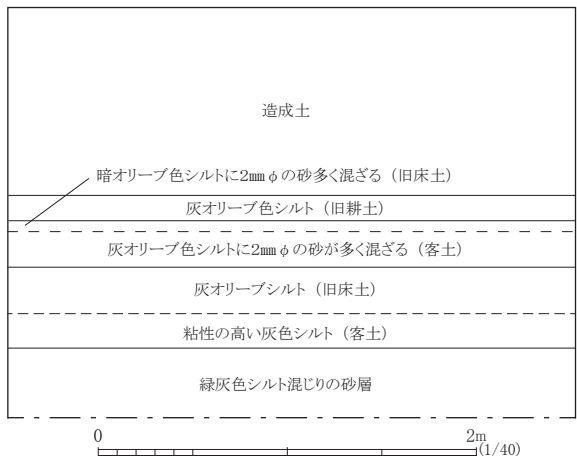 造成土
暗オリーブ色シルトに2㎜φの砂多く混ざる（旧床土）
灰オリーブ色シルト（旧耕土）
灰オリーブ色シルトに2㎜φの砂が多く混ざる（客土）
灰オリーブシルト（旧床土）
粘性の高い灰色シルト（客土）
緑灰色シルト混じりの砂層
0 2m
(1/40)